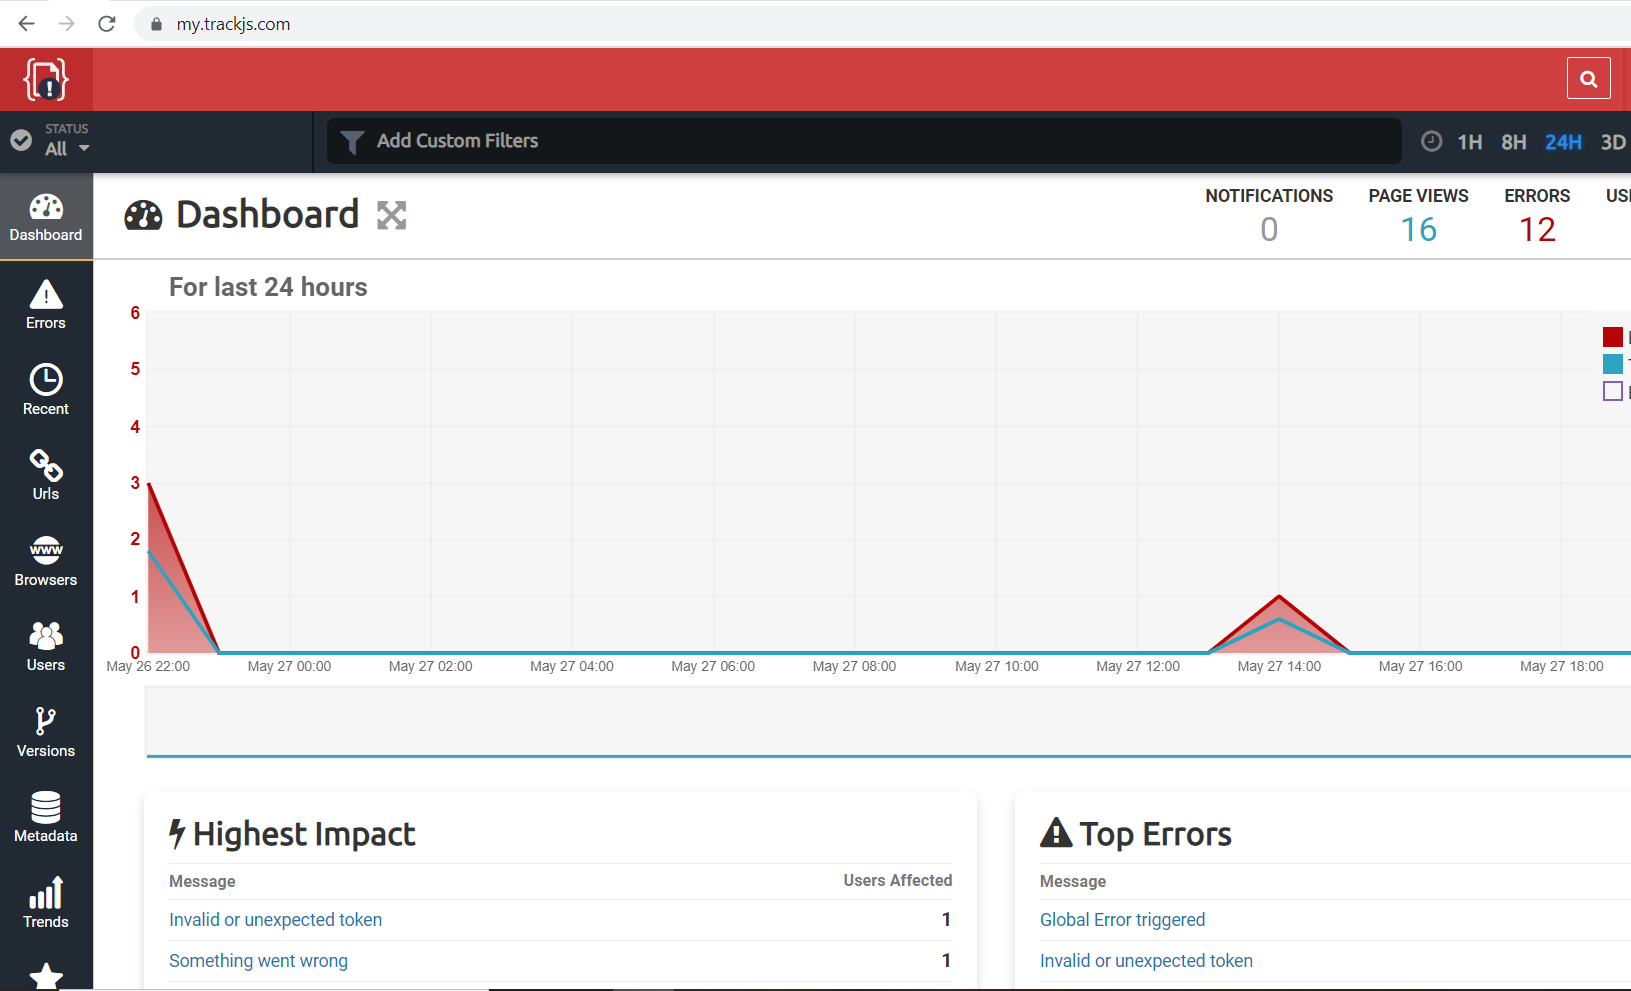 my.trackjs.com
STATUS
All
Add Custom Filters
1H 8H 24H 3D
Dashboard
Errors
Recent
Urls
www
Browsers
Users
Versions
Metadata
Trends
Dashboard
NOTIFICATIONS PAGE VIEWS ERRORS
0 16 12
For last 24 hours
6
5
4
3
2
1
0
May 26 22:00 May 27 00:00 May 27 02:00 May 27 04:00 May 27 06:00 May 27 08:00 May 27 10:00 May 27 12:00 May 27 14:00 May 27 16:00 May 27 18:00
Highest Impact
Message Users Affected
Invalid or unexpected token 1
Something went wrong 1
Top Errors
Message
Global Error triggered
Invalid or unexpected token